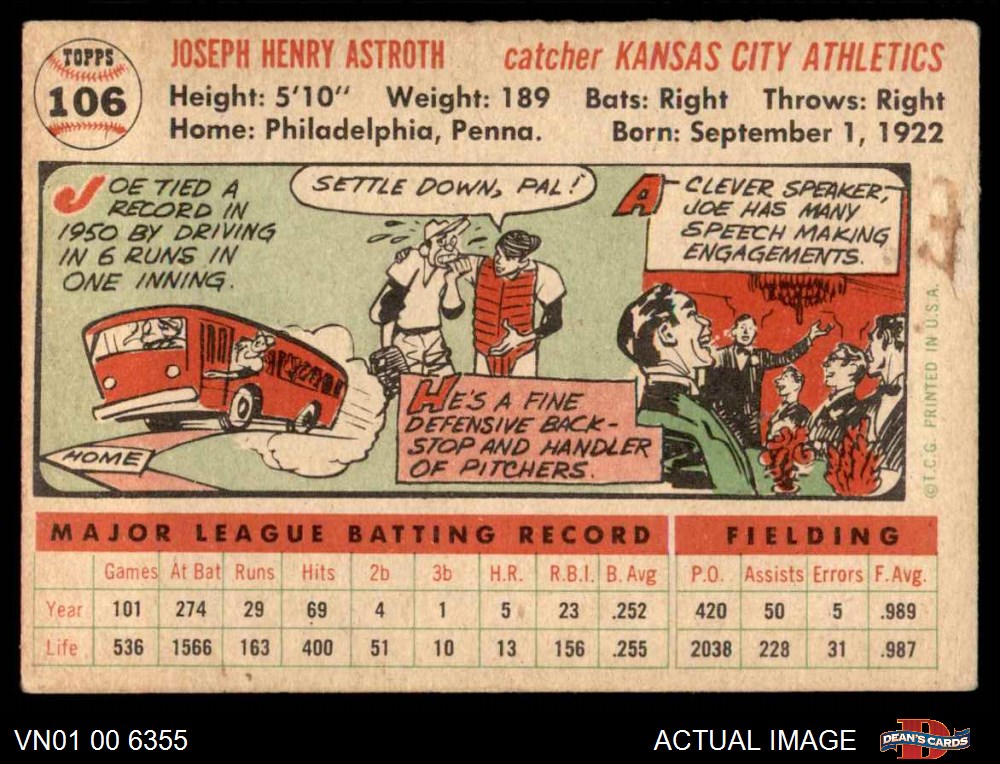 TOPPS
106
JOSEPH HENRY ASTROTH catcher KANSAS CITY ATHLETICS
Height: 5'10" Weight: 189 Bats: Right Throws: Right
Home: Philadelphia, Penna. Born: September 1, 1922
JOE TIED A
RECORD IN
1950 BY DRIVING
IN 6 RUNS IN
ONE INNING.
HOME
SETTLE DOWN, PAL!
HE'S A FINE
DEFENSIVE BACK-
STOP AND HANDLER
OF PITCHERS.
A CLEVER SPEAKER,
JOE HAS MANY
SPEECH MAKING
ENGAGEMENTS.
©T.C.G. PRINTED IN U.S.A.
MAJOR LEAGUE BATTING RECORD FIELDING
Games At Bat Runs Hits 2b 3b H.R. R.B.I. B. Avg P.O. Assists Errors F. Avg.
Year 101 274 29 69 4 1 5 23 .252 420 50 5 .989
Life 536 1566 163 400 51 10 13 156 .255 2038 228 31 .987
VN01 00 6355 ACTUAL IMAGE DEAN'S CARDS